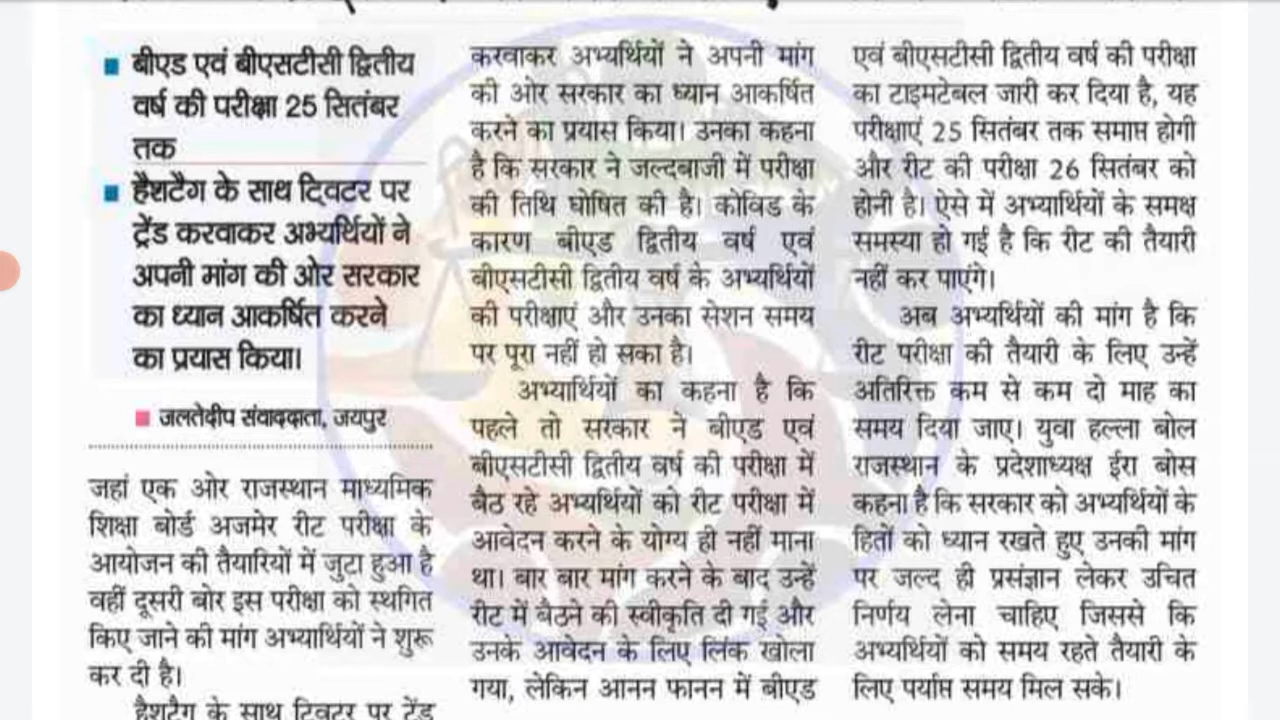 बीएड एवं बीएसटीसी द्वितीय
वर्ष की परीक्षा 25 सितंबर
तक
हैशटैग के साथ ट्विटर पर
ट्रेंड करवाकर अभ्यर्थियों ने
अपनी मांग की ओर सरकार
का ध्यान आकर्षित करने
का प्रयास किया।
जलतेदीप संवाददाता, जयपुर
जहां एक ओर राजस्थान माध्यमिक
शिक्षा बोर्ड अजमेर रीट परीक्षा के
आयोजन की तैयारियों में जुटा हुआ है
वहीं दूसरी बोर इस परीक्षा को स्थगित
किए जाने की मांग अभ्यार्थियों ने शुरू
कर दी है।
हैशटैग के साथ ट्विटर पर ट्रेंड
करवाकर अभ्यर्थियों ने अपनी मांग
की ओर सरकार का ध्यान आकर्षित
करने का प्रयास किया। उनका कहना
है कि सरकार ने जल्दबाजी में परीक्षा
की तिथि घोषित की है। कोविड के
कारण बीएड द्वितीय वर्ष एवं
बीएसटीसी द्वितीय वर्ष के अभ्यर्थियों
की परीक्षाएं और उनका सेशन समय
पर पूरा नहीं हो सका है।
अभ्यार्थियों का कहना है कि
पहले तो सरकार ने बीएड एवं
बीएसटीसी द्वितीय वर्ष की परीक्षा में
बैठ रहे अभ्यर्थियों को रीट परीक्षा में
आवेदन करने के योग्य ही नहीं माना
था। बार बार मांग करने के बाद उन्हें
रीट में बैठने की स्वीकृति दी गई और
उनके आवेदन के लिए लिंक खोला
गया, लेकिन आनन फानन में बीएड
एवं बीएसटीसी द्वितीय वर्ष की परीक्षा
का टाइमटेबल जारी कर दिया है, यह
परीक्षाएं 25 सितंबर तक समाप्त होगी
और रीट की परीक्षा 26 सितंबर को
होनी है। ऐसे में अभ्यार्थियों के समक्ष
समस्या हो गई है कि रीट की तैयारी
नहीं कर पाएंगे।
अब अभ्यर्थियों की मांग है कि
रीट परीक्षा की तैयारी के लिए उन्हें
अतिरिक्त कम से कम दो माह का
समय दिया जाए। युवा हल्ला बोल
राजस्थान के प्रदेशाध्यक्ष ईरा बोस
कहना है कि सरकार को अभ्यर्थियों के
हितों को ध्यान रखते हुए उनकी मांग
पर जल्द ही प्रसंज्ञान लेकर उचित
निर्णय लेना चाहिए जिससे कि
अभ्यर्थियों को समय रहते तैयारी के
लिए पर्याप्त समय मिल सके।